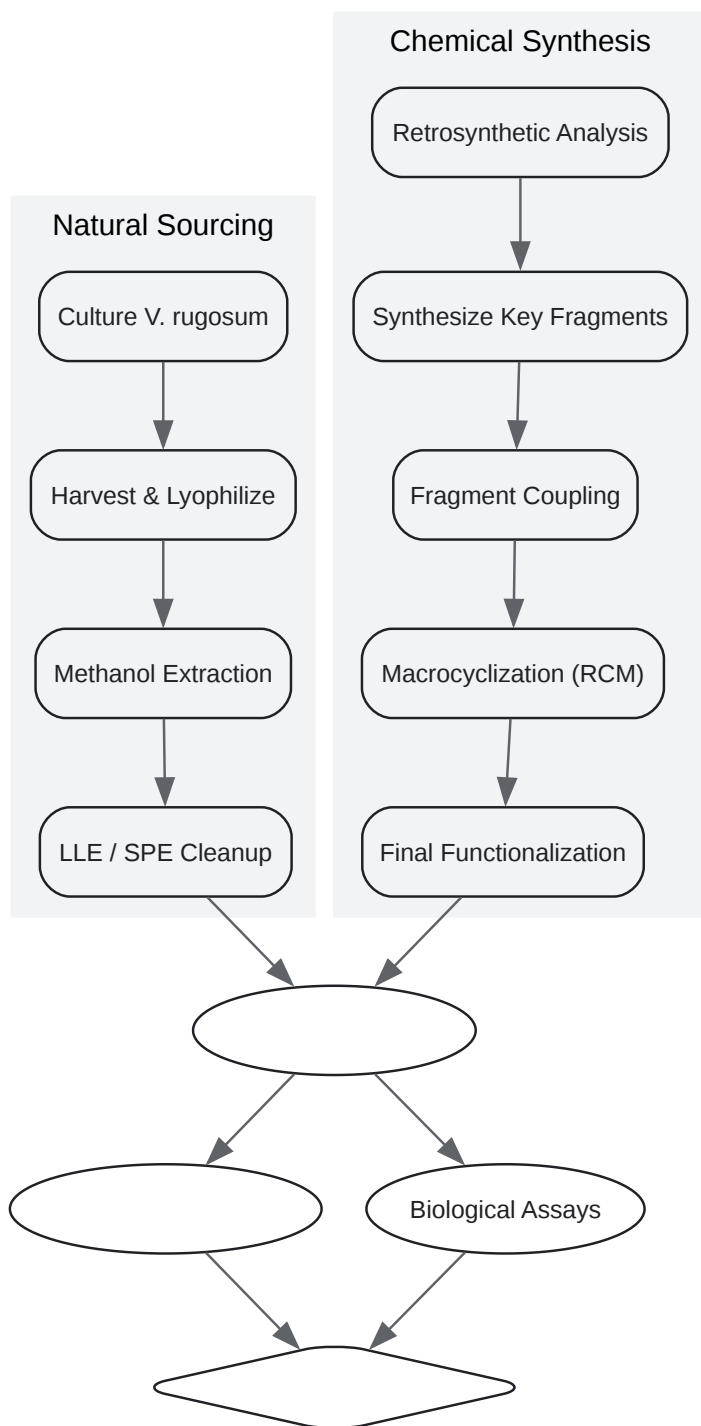 Chemical Synthesis
Retrosynthetic Analysis
Natural Sourcing
Culture V. rugosum
Synthesize Key Fragments
Harvest & Lyophilize
Fragment Coupling
Methanol Extraction
Macrocyclization (RCM)
LLE / SPE Cleanup
Final Functionalization
Biological Assays